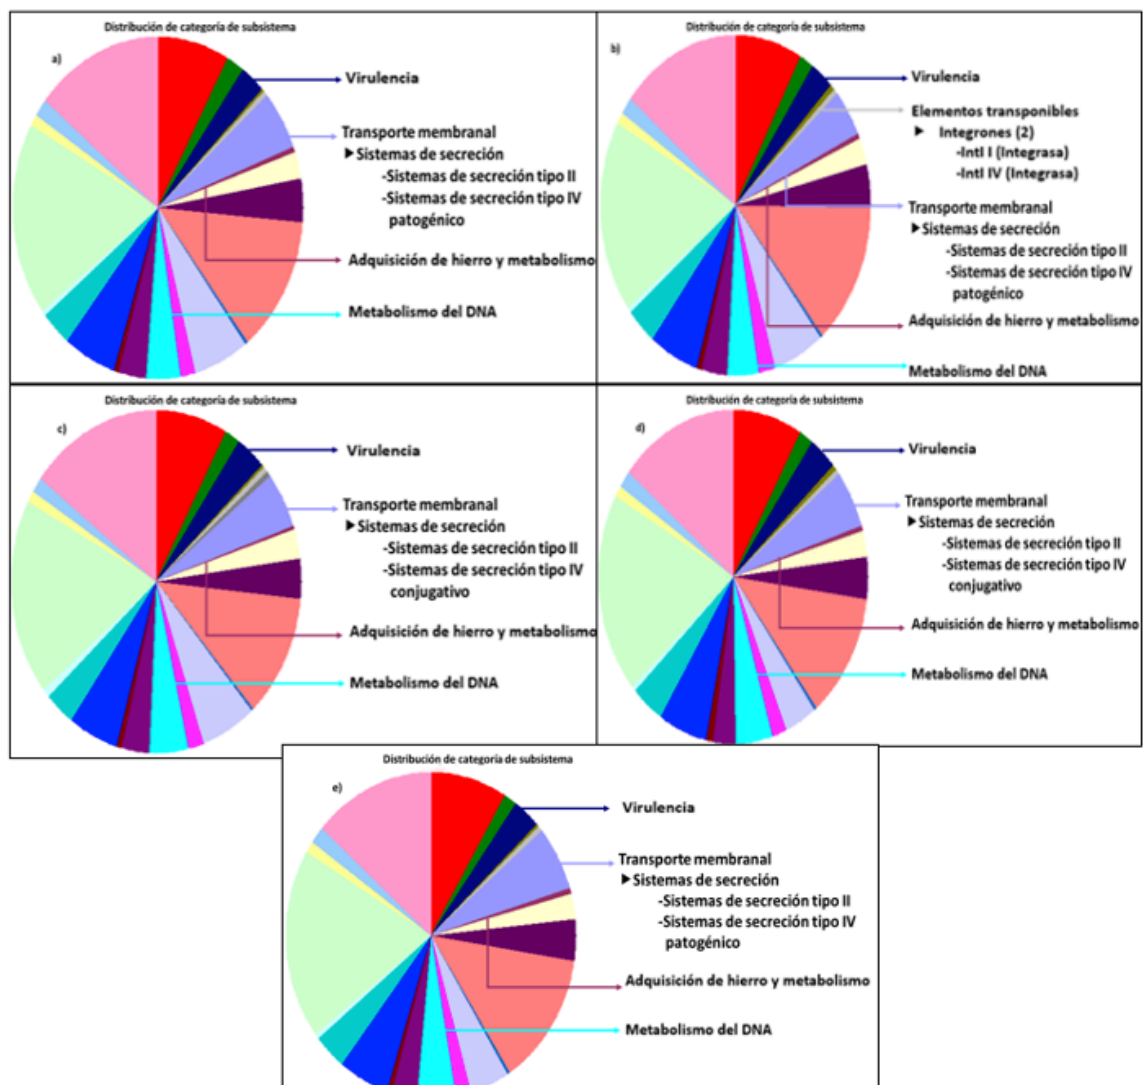 Distribución de categoría de subsistema
a)
Virulencia
Transporte membranal
▶Sistemas de secreción
-Sistemas de secreción tipo II
-Sistemas de secreción tipo IV
patogénico
Adquisición de hierro y metabolismo
Metabolismo del DNA
Distribución de categoría de subsistema
b)
Virulencia
Elementos transponibles
▶ Integrones (2)
-IntI I (Integrasa)
-IntI IV (Integrasa)
Transporte membranal
▶Sistemas de secreción
-Sistemas de secreción tipo II
-Sistemas de secreción tipo IV
patogénico
Adquisición de hierro y metabolismo
Metabolismo del DNA
Distribución de categoría de subsistema
c)
Virulencia
Transporte membranal
▶Sistemas de secreción
-Sistemas de secreción tipo II
-Sistemas de secreción tipo IV
conjugativo
Adquisición de hierro y metabolismo
Metabolismo del DNA
Distribución de categoría de subsistema
d)
Virulencia
Transporte membranal
▶Sistemas de secreción
-Sistemas de secreción tipo II
-Sistemas de secreción tipo IV
conjugativo
Adquisición de hierro y metabolismo
Metabolismo del DNA
Distribución de categoría de subsistema
e)
Virulencia
Transporte membranal
▶Sistemas de secreción
-Sistemas de secreción tipo II
-Sistemas de secreción tipo IV
patogénico
Adquisición de hierro y metabolismo
Metabolismo del DNA